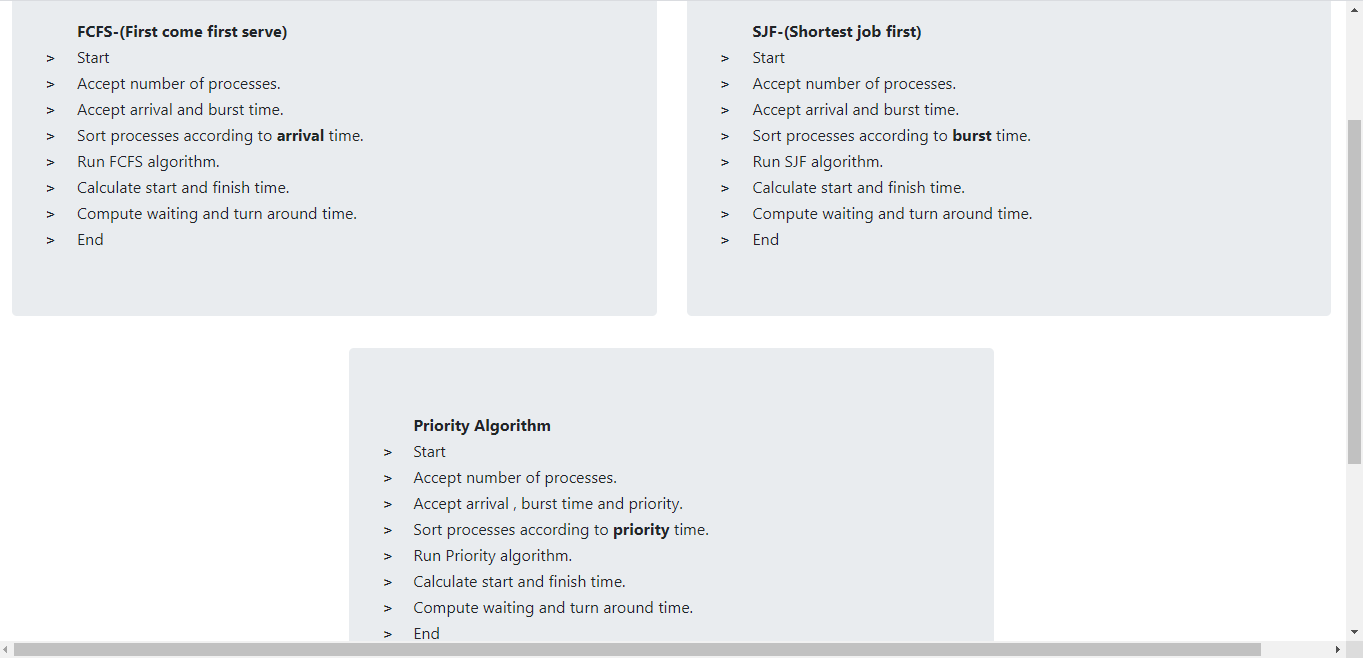 FCFS-(First come first serve)
> Start
> Accept number of processes.
> Accept arrival and burst time.
> Sort processes according to arrival time.
> Run FCFS algorithm.
> Calculate start and finish time.
> Compute waiting and turn around time.
> End
SJF-(Shortest job first)
> Start
> Accept number of processes.
> Accept arrival and burst time.
> Sort processes according to burst time.
> Run SJF algorithm.
> Calculate start and finish time.
> Compute waiting and turn around time.
> End
Priority Algorithm
> Start
> Accept number of processes.
> Accept arrival , burst time and priority.
> Sort processes according to priority time.
> Run Priority algorithm.
> Calculate start and finish time.
> Compute waiting and turn around time.
> End